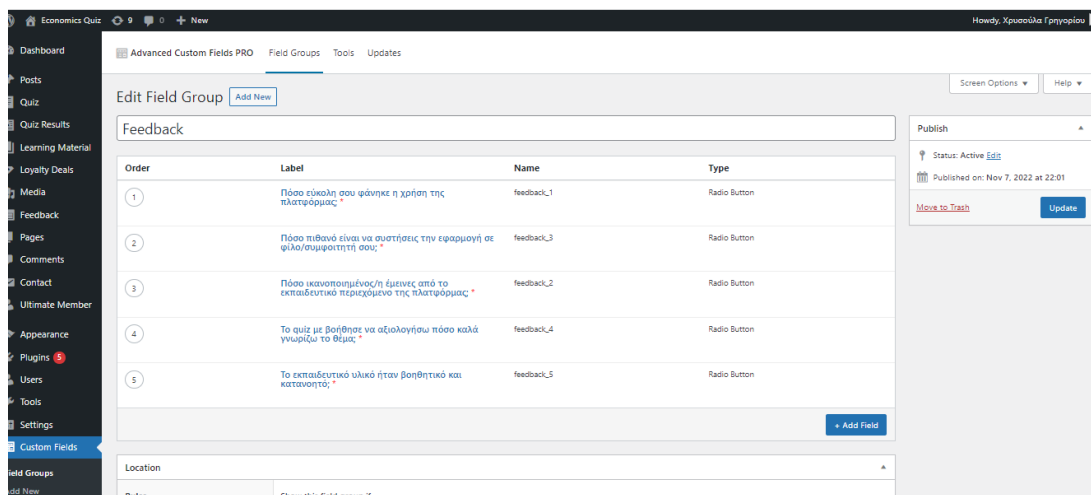 Economics Quiz 9 0 + New Howdy, Χρυσούλα Γρηγορίου
Dashboard
Posts
Quiz
Quiz Results
Learning Material
Loyalty Deals
Media
Feedback
Pages
Comments
Contact
Ultimate Member
Appearance
Plugins 5
Users
Tools
Settings
Custom Fields
Field Groups
Add New
Advanced Custom Fields PRO Field Groups Tools Updates
Screen Options Help
Edit Field Group Add New
Feedback
Order Label Name Type
1 Πόσο εύκολη σου φάνηκε η χρήση της feedback_1 Radio Button
πλατφόρμας; *
2 Πόσο πιθανό είναι να συστήσεις την εφαρμογή σε feedback_3 Radio Button
φίλο/συμφοιτητή σου; *
3 Πόσο ικανοποιημένος/η έμεινες από το feedback_2 Radio Button
εκπαιδευτικό περιεχόμενο της πλατφόρμας; *
4 Το quiz με βοήθησε να αξιολογήσω πόσο καλά feedback_4 Radio Button
γνωρίζω το θέμα; *
5 Το εκπαιδευτικό υλικό ήταν βοηθητικό και feedback_5 Radio Button
κατανοητό; *
+ Add Field
Location
Publish
Status: Active Edit
Published on: Nov 7, 2022 at 22:01
Move to Trash Update